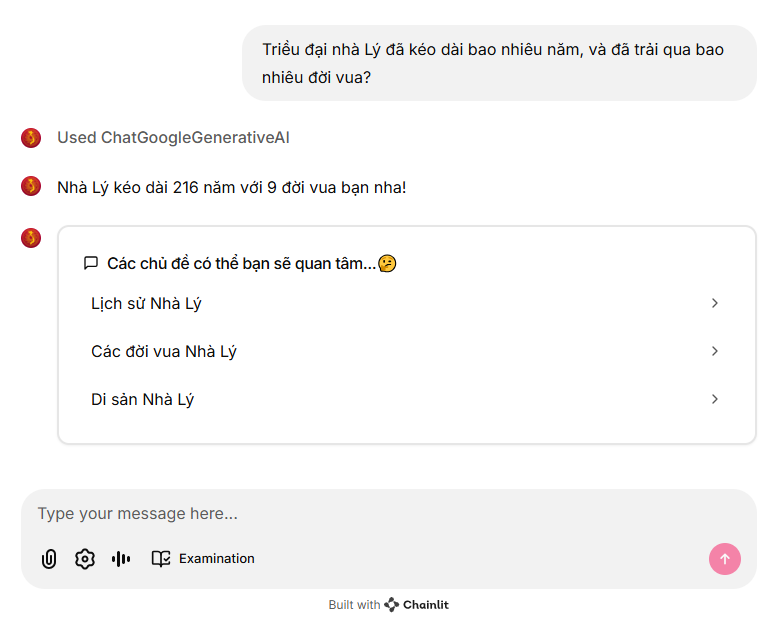 Triều đại nhà Lý đã kéo dài bao nhiêu năm, và đã trải qua bao
nhiêu đời vua?
Used ChatGoogleGenerativeAI
Nhà Lý kéo dài 216 năm với 9 đời vua bạn nha!
Các chủ đề có thể bạn sẽ quan tâm...🤔
Lịch sử Nhà Lý
Các đời vua Nhà Lý
Di sản Nhà Lý
Type your message here...
Examination
Built with Chainlit